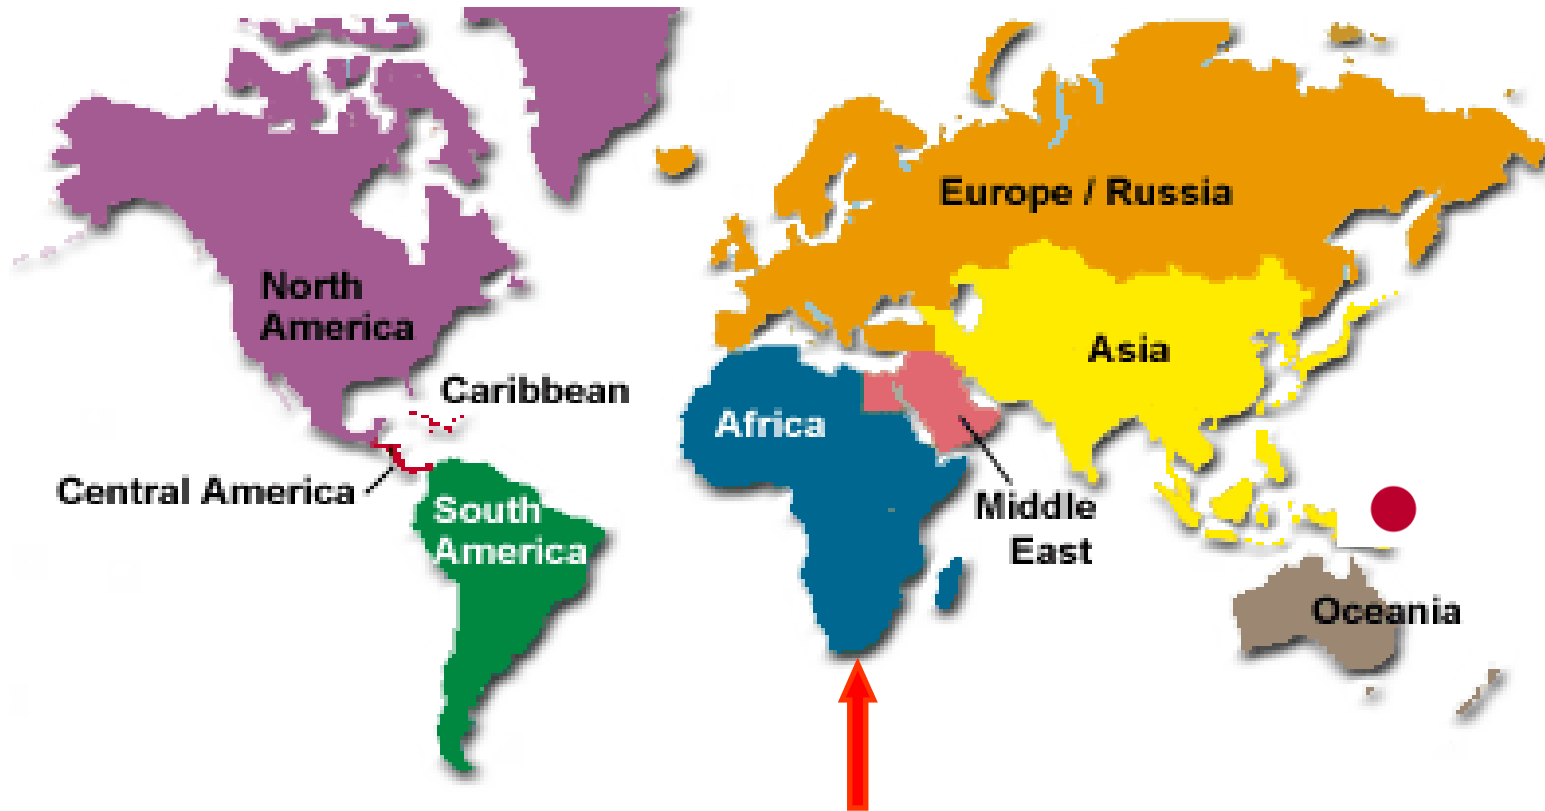 Europe / Russia
North
America
Asia
Caribbean
Africa
Central America
South
America
Middle
East
Oceania